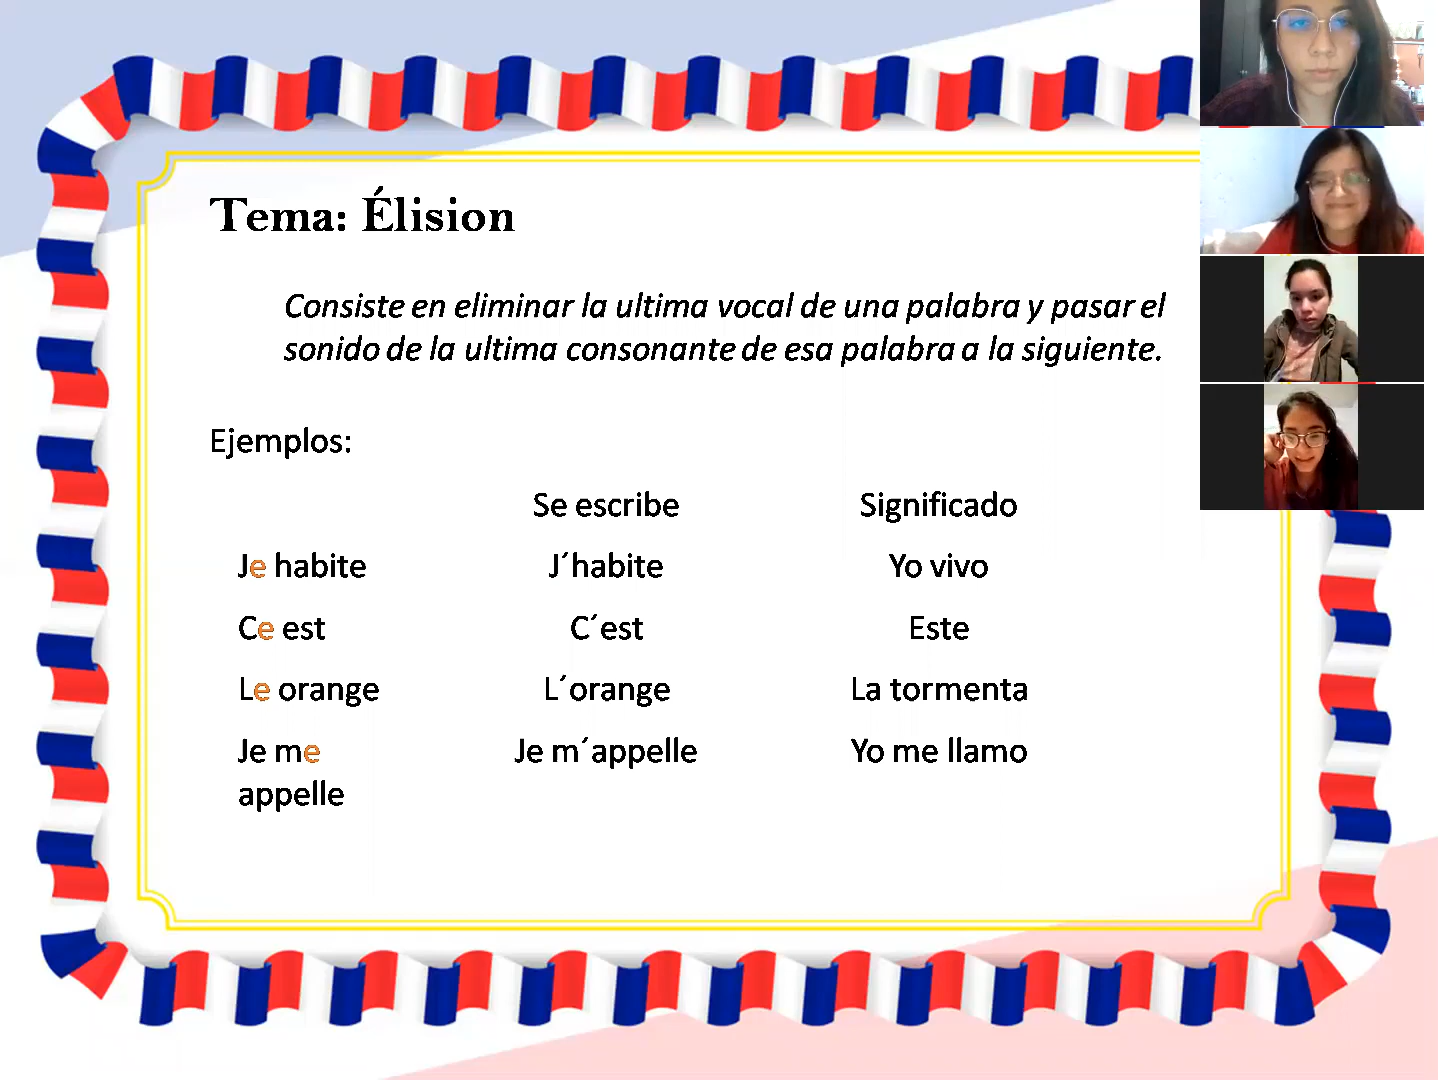 Tema: Élision
Consiste en eliminar la ultima vocal de una palabra y pasar el
sonido de la ultima consonante de esa palabra a la siguiente.
Ejemplos:
Se escribe Significado
Je habite J´habite Yo vivo
Ce est C´est Este
Le orange L´orange La tormenta
Je me Je m´appelle Yo me llamo
appelle